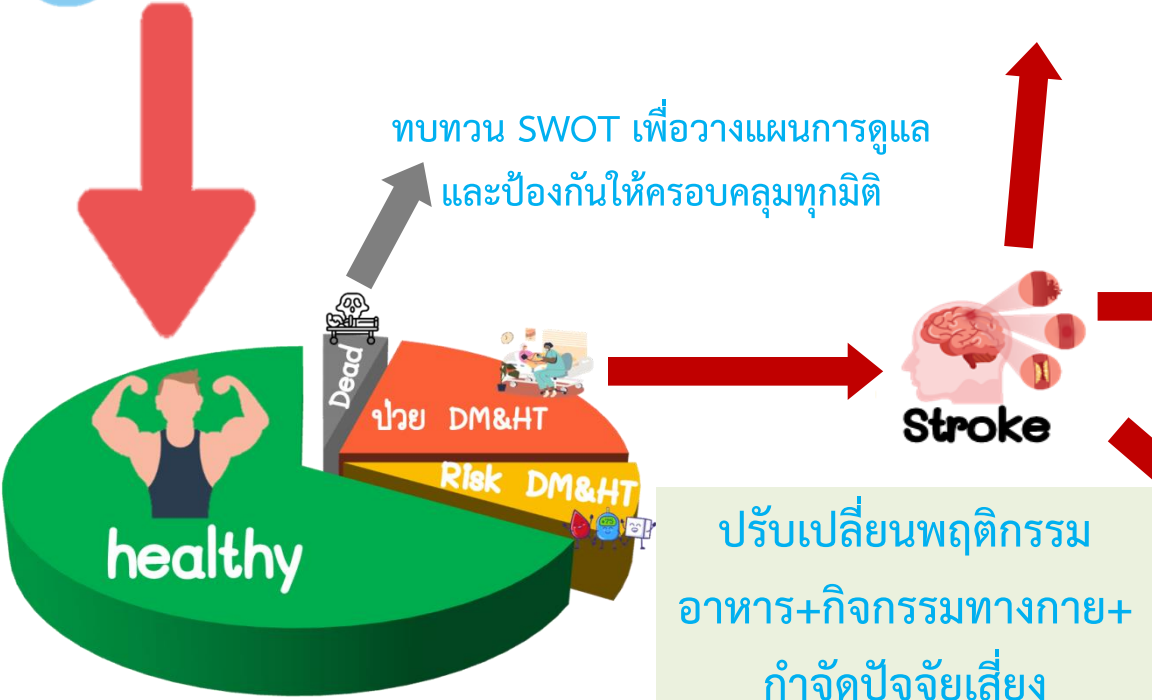 ทบทวน SWOT เพื่อวางแผนการดูแล
และป้องกันให้ครอบคลุมทุกมิติ
Dead
ป่วย DM&HT
Risk DM&HT
healthy
Stroke
ปรับเปลี่ยนพฤติกรรม
อาหาร+กิจกรรมทางกาย+
กำจัดปัจจัยเสี่ยง